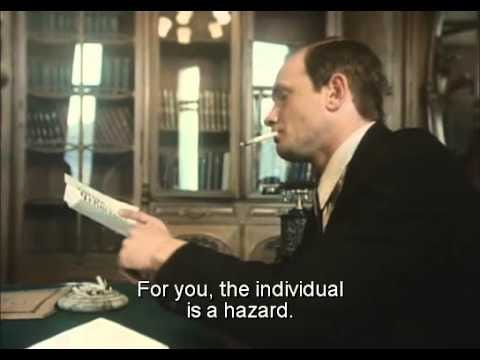 For you, the individual
is a hazard.